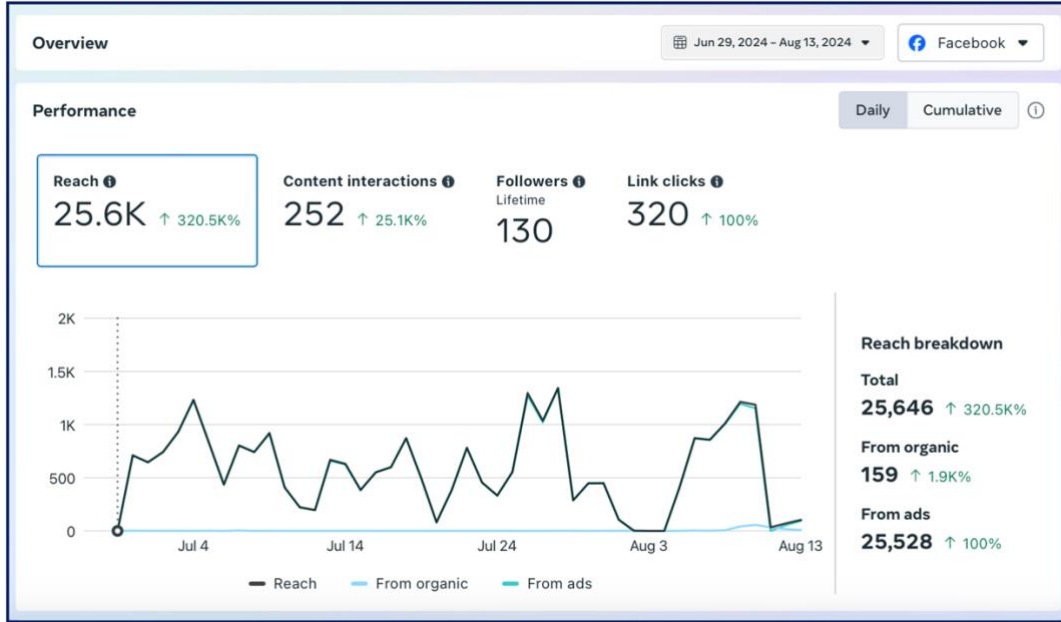 Overview
Jun 29, 2024 – Aug 13, 2024
Facebook
Performance
Daily
Cumulative
Reach
25.6K ↑ 320.5K%
Content interactions
252 ↑ 25.1K%
Followers
Lifetime
130
Link clicks
320 ↑ 100%
2K
1.5K
1K
500
0
Jul 4
Jul 14
Jul 24
Aug 3
Aug 13
Reach
From organic
From ads
Reach breakdown
Total
25,646 ↑ 320.5K%
From organic
159 ↑ 1.9K%
From ads
25,528 ↑ 100%